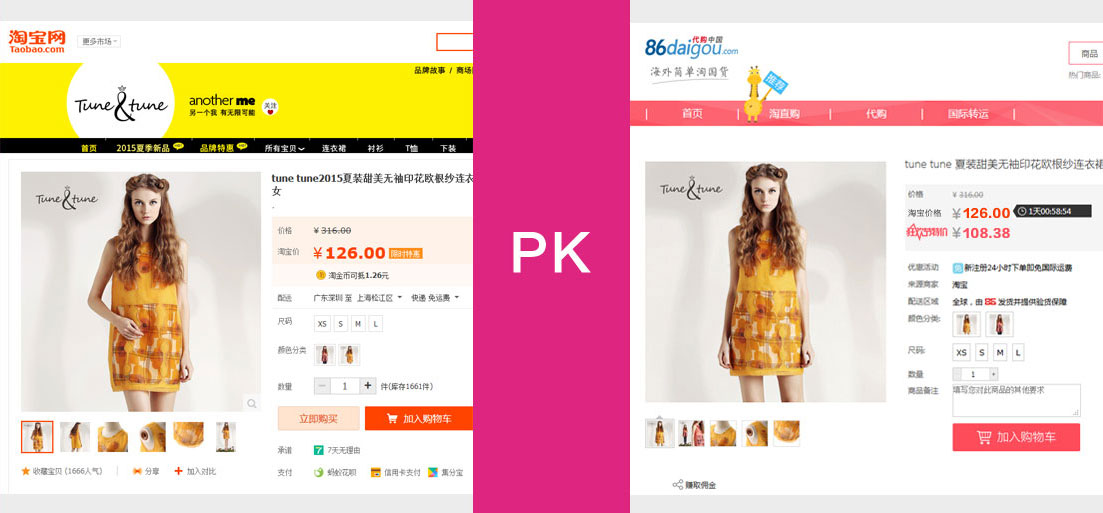 淘宝网
Taobao.com
更多市场
品牌故事 / 商场
Tune & tune
another me
另一个我 有无限可能
关注
首页
2015夏季新品
品牌特惠
所有宝贝
连衣裙
衬衫
T恤
下装
Tune & tune
tune tune2015夏装甜美无袖印花欧根纱连衣
女
价格
¥ 316.00
淘宝价
¥ 126.00 限时特惠
淘金币可抵1.26元
配送
广东深圳 至 上海松江区
快递 免运费
尺码
XS
S
M
L
颜色分类
数量
1
件(库存1661件)
立即购买
加入购物车
承诺
7天无理由
支付
蚂蚁花呗
信用卡支付
集分宝
收藏宝贝 (1666人气)
分享
加入对比
PK
86daigou.com
代购中国
海外简单淘国货
推荐
商品
热门商品:
首页
淘直购
代购
国际转运
Tune & tune
tune tune 夏装甜美无袖印花欧根纱连衣裙
价格
¥ 316.00
淘宝价格
¥ 126.00
1天00:58:54
¥ 108.38
优惠活动
新注册24小时下单即免国际运费
来源商家
淘宝
配送区域
全球，由 86 发货并提供验货保障
颜色分类:
尺码:
XS
S
M
L
数量
1
商品备注
填写您对此商品的其他要求
加入购物车
赚取佣金